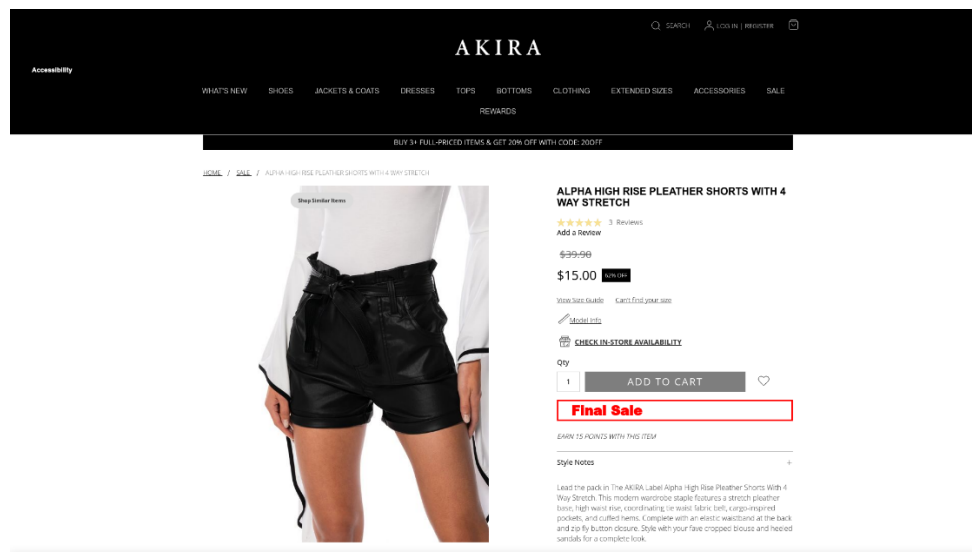 SEARCH
LOG IN | REGISTER
AKIRA
Accessibility
WHAT'S NEW SHOES JACKETS & COATS DRESSES TOPS BOTTOMS CLOTHING EXTENDED SIZES ACCESSORIES SALE
REWARDS
BUY 3+ FULL-PRICED ITEMS & GET 20% OFF WITH CODE: 20OFF
HOME / SALE / ALPHA HIGH RISE PLEATHER SHORTS WITH 4 WAY STRETCH
Shop Similar Items
ALPHA HIGH RISE PLEATHER SHORTS WITH 4
WAY STRETCH
3 Reviews
Add a Review
$39.90
$15.00 62% OFF
View Size Guide Can't find your size
Model Info
CHECK IN-STORE AVAILABILITY
Qty
1 ADD TO CART
Final Sale
EARN 15 POINTS WITH THIS ITEM
Style Notes +
Lead the pack in The AKIRA Label Alpha High Rise Pleather Shorts With 4
Way Stretch. This modern wardrobe staple features a stretch pleather
base, high waist rise, coordinating tie waist fabric belt, cargo-inspired
pockets, and cuffed hems. Complete with an elastic waistband at the back
and zip fly button closure. Style with your fave cropped blouse and heeled
sandals for a complete look.